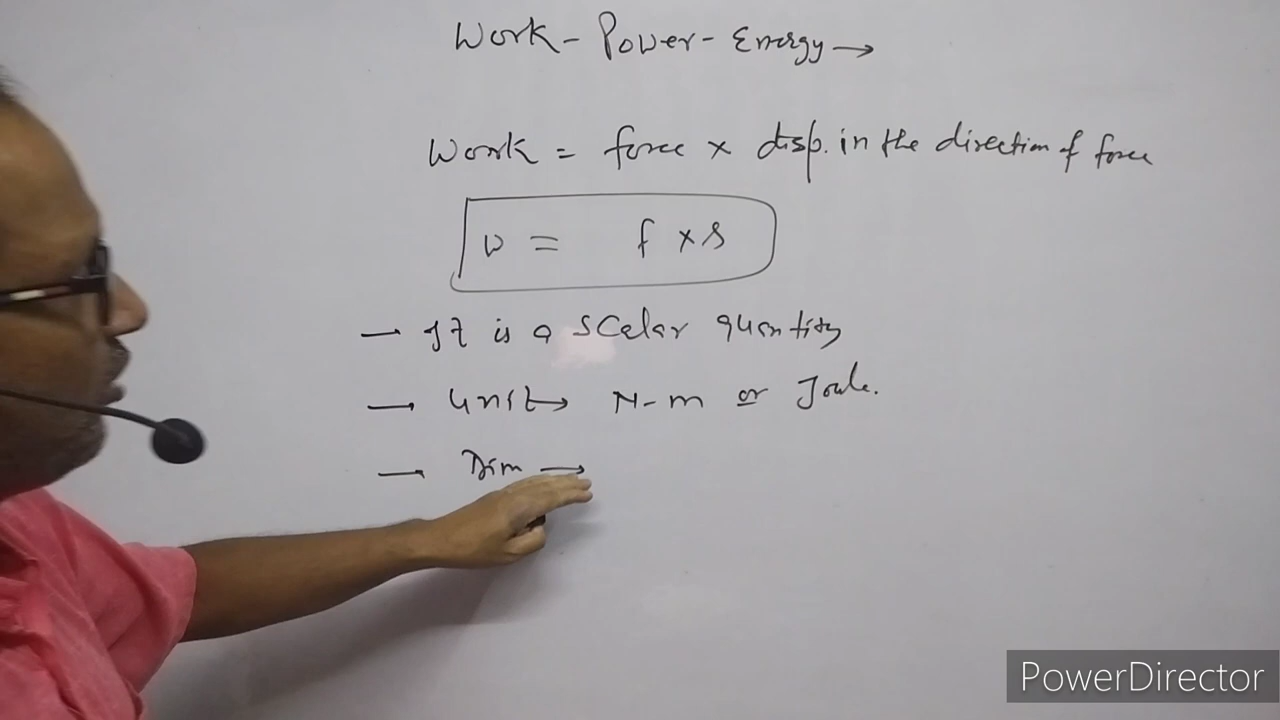 Work - Power - Energy →
Work = force × disp. in the direction of force
w = f × s
— It is a scalar quantity
— Unit → N-m or Joule.
— Dim →
PowerDirector